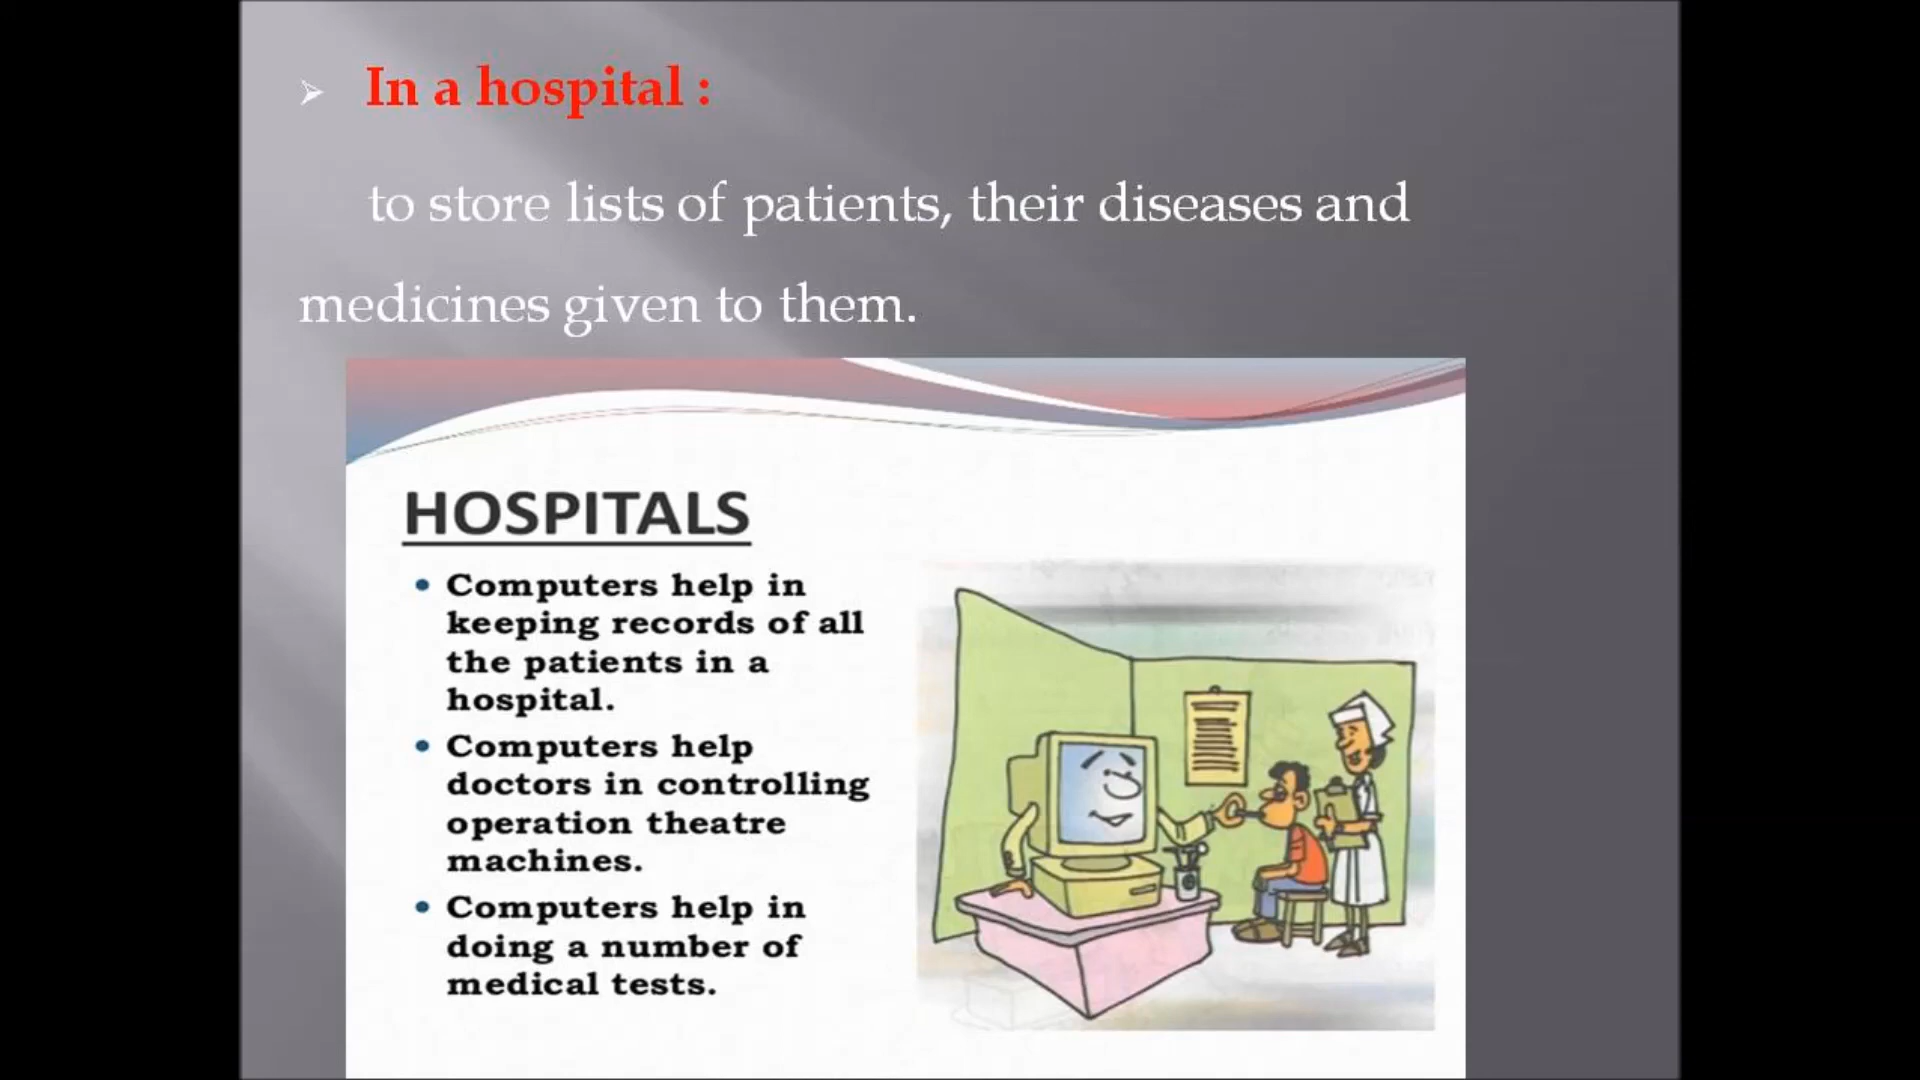 In a hospital :
to store lists of patients, their diseases and
medicines given to them.
HOSPITALS
• Computers help in
keeping records of all
the patients in a
hospital.
• Computers help
doctors in controlling
operation theatre
machines.
• Computers help in
doing a number of
medical tests.